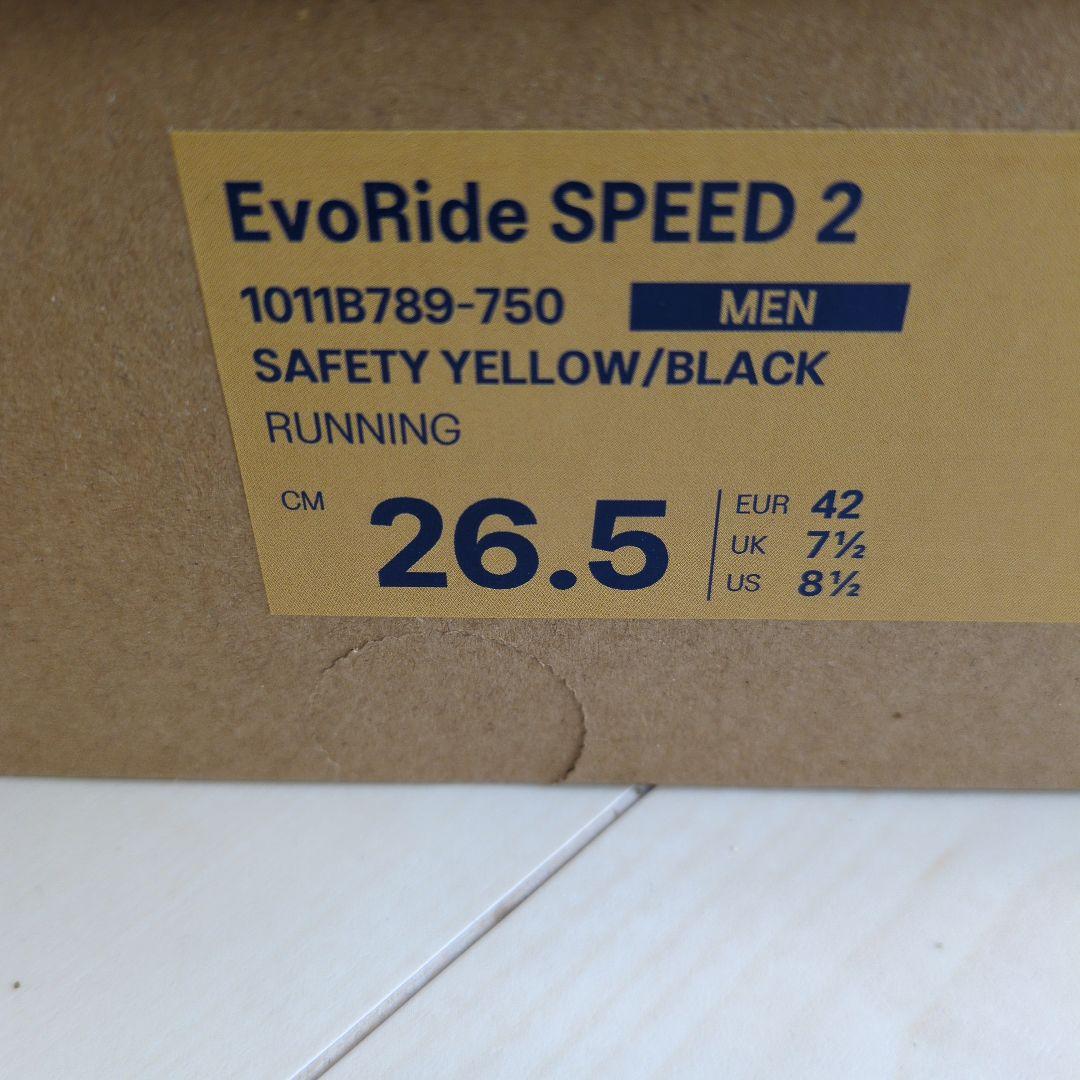 EvoRide SPEED 2
1011B789-750 MEN
SAFETY YELLOW/BLACK
RUNNING
CM 26.5
EUR 42
UK 7½
US 8½